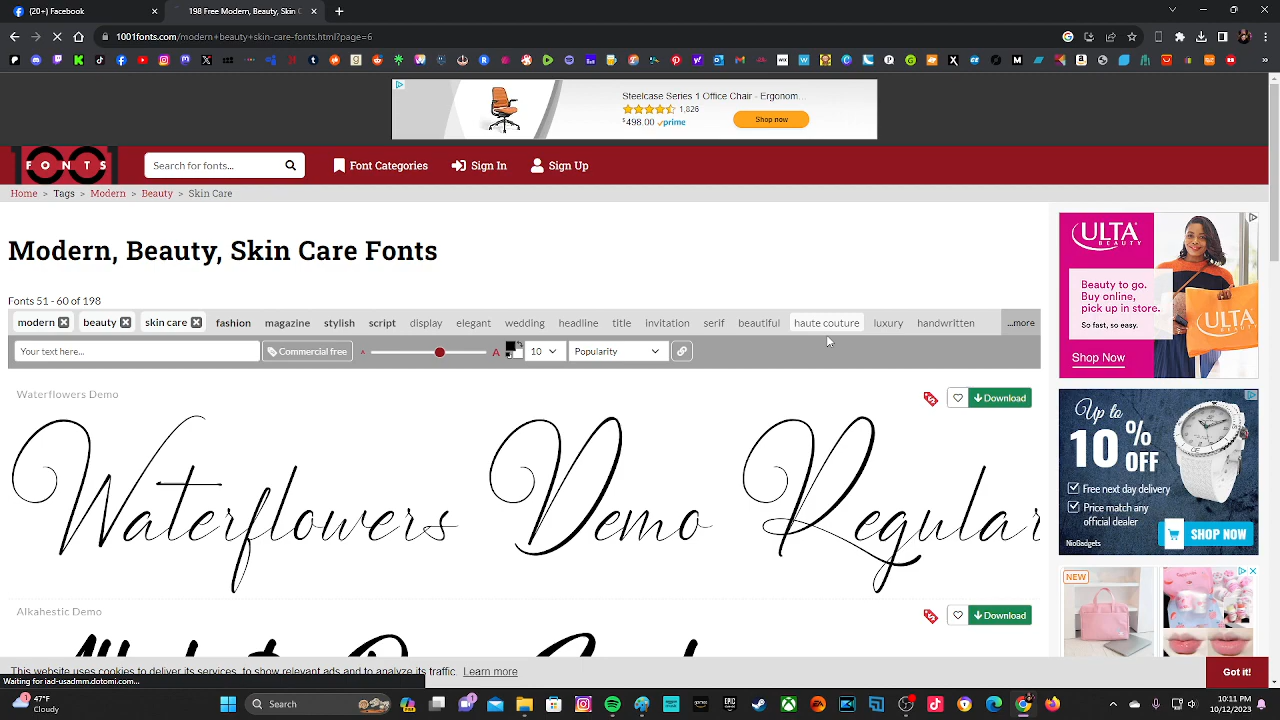 (20+) Facebook
198 Free Modern, Beauty, Skin C
1001fonts.com/modern+beauty+skin-care-fonts.html?page=6
Steelcase Series 1 Office Chair - Ergonom...
1,826
$498.00 prime
Shop now
1001
FONTS
Search for fonts...
Font Categories
Sign In
Sign Up
Home > Tags > Modern > Beauty > Skin Care
Modern, Beauty, Skin Care Fonts
Fonts 51 - 60 of 198
modern beauty skin care fashion magazine stylish script display elegant wedding headline title invitation serif beautiful haute couture luxury handwritten ...more
Your text here... Commercial free A A 10 Popularity
Waterflowers Demo
Download
Waterflowers Demo Regular
Alkahestic Demo
Download
ULTA
BEAUTY
Beauty to go.
Buy online,
pick up in store.
So fast, so easy.
Shop Now
Up to
10% OFF
Free next day delivery
Price match any
official dealer
NioGadgets
SHOP NOW
NEW
This website uses cookies to deliver its services, to show relevant ads and to analyze its traffic. Learn more
Got it!
Waiting for iad-usadmm.dotomi.com...
47°F
Cloudy
Search
10:11 PM
10/12/2023